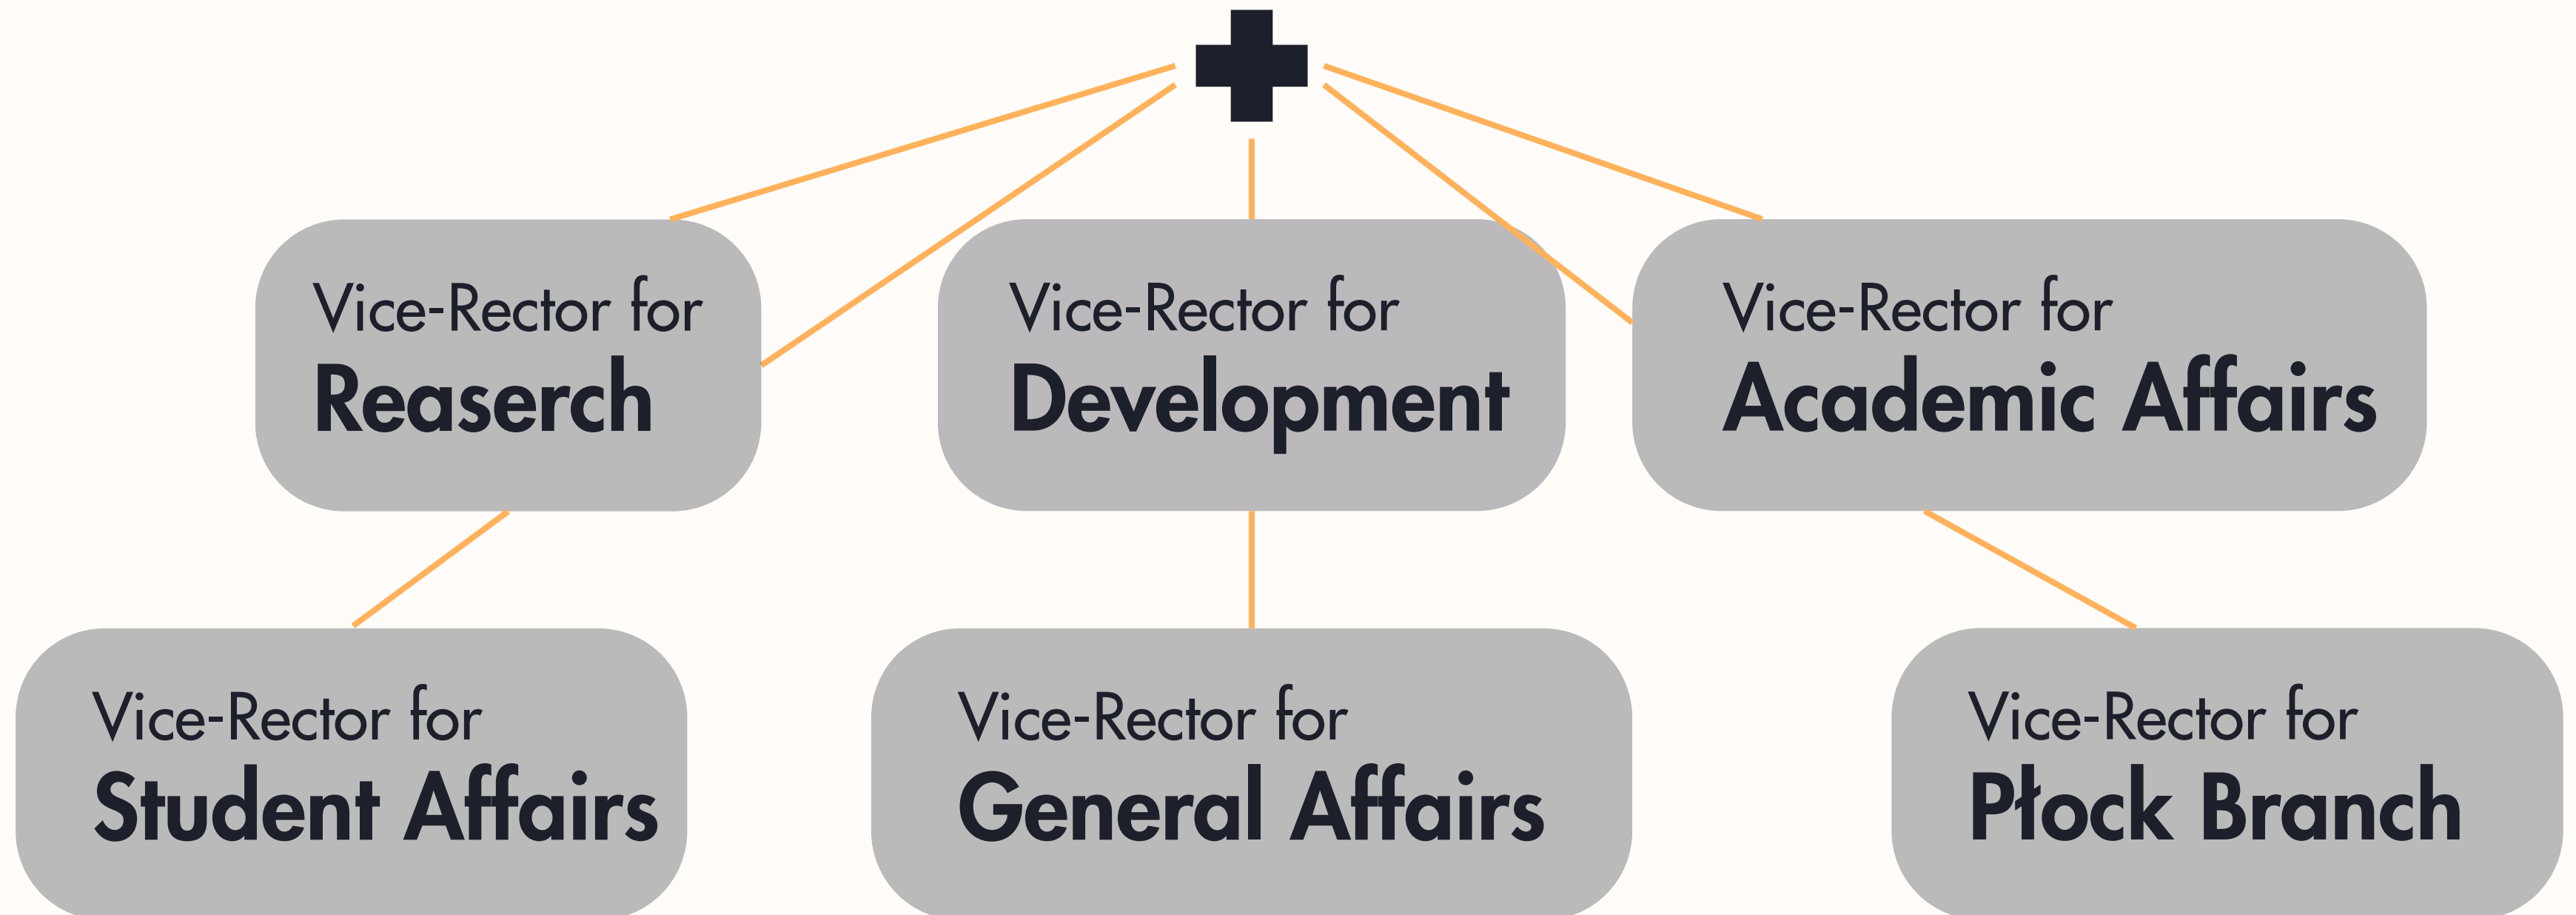 Vice-Rector for
Reaserch
Vice-Rector for
Development
Vice-Rector for
Academic Affairs
Vice-Rector for
Student Affairs
Vice-Rector for
General Affairs
Vice-Rector for
Płock Branch